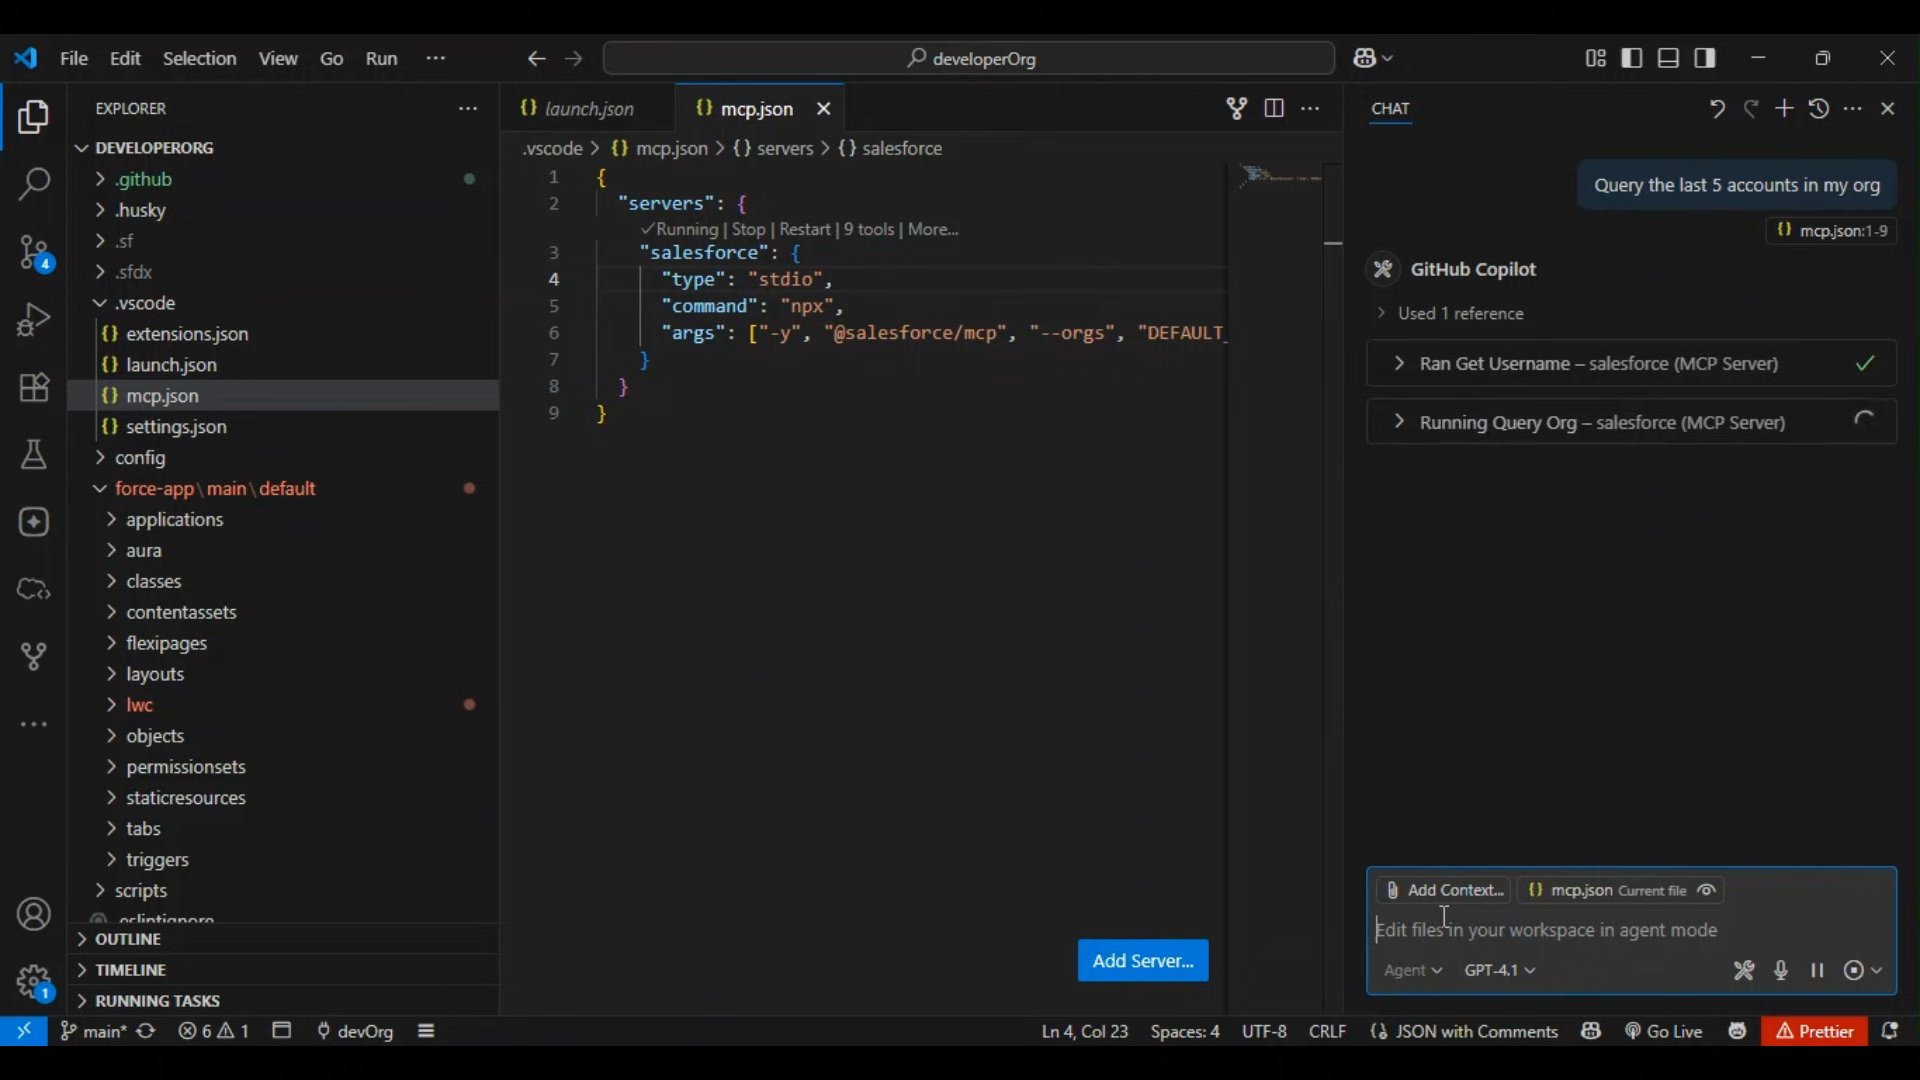 File Edit Selection View Go Run ···
developerOrg
EXPLORER
DEVELOPERORG
.github
.husky
.sf
.sfdx
.vscode
{} extensions.json
{} launch.json
{} mcp.json
{} settings.json
config
force-app\main\default
applications
aura
classes
contentassets
flexipages
layouts
lwc
objects
permissionsets
staticresources
tabs
triggers
scripts
.eslintignore
OUTLINE
TIMELINE
RUNNING TASKS
4
1
{} launch.json
{} mcp.json
.vscode > {} mcp.json > {} servers > {} salesforce
1 {
2 "servers": {
✓Running | Stop | Restart | 9 tools | More...
3 "salesforce": {
4 "type": "stdio",
5 "command": "npx",
6 "args": ["-y", "@salesforce/mcp", "--orgs", "DEFAULT_
7 }
8 }
9 }
Add Server...
CHAT
Query the last 5 accounts in my org
{} mcp.json:1-9
GitHub Copilot
> Used 1 reference
> Ran Get Username – salesforce (MCP Server)
> Running Query Org – salesforce (MCP Server)
Add Context... {} mcp.json Current file
Edit files in your workspace in agent mode
Agent GPT-4.1
main* 6 1 devOrg
Ln 4, Col 23 Spaces: 4 UTF-8 CRLF JSON with Comments Go Live Prettier